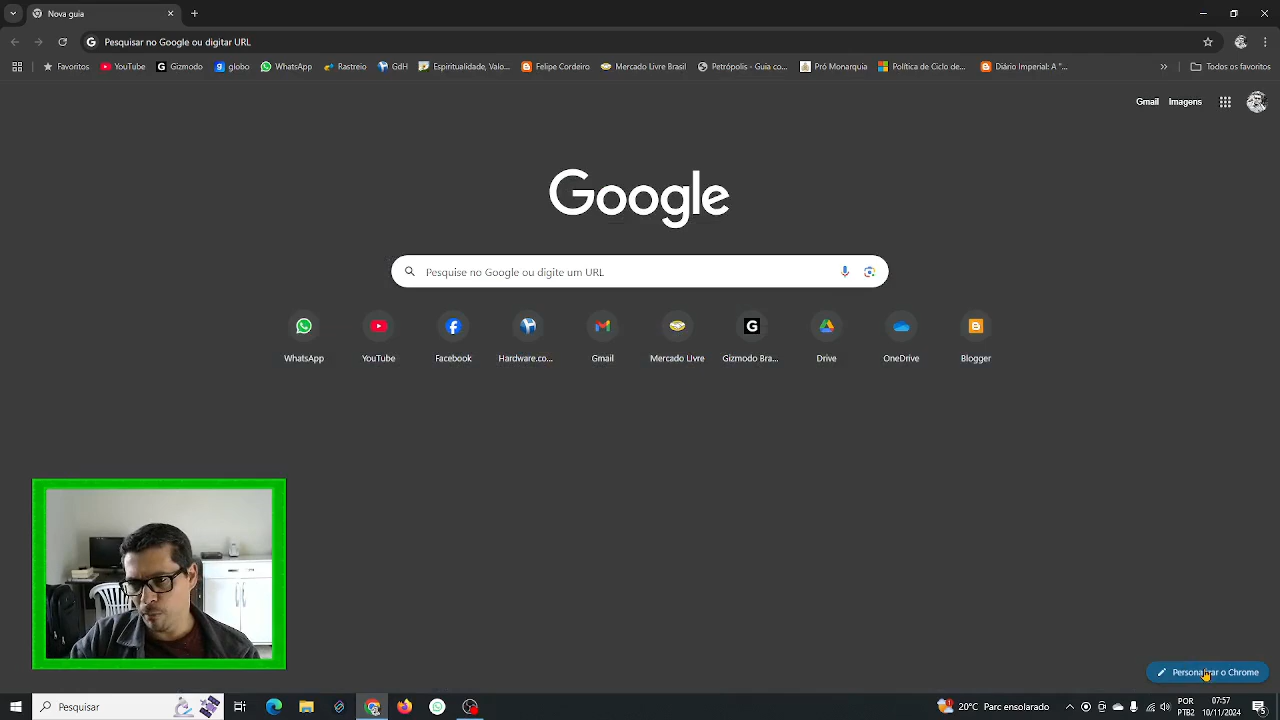 Nova guia
Pesquisar no Google ou digitar URL
Favoritos YouTube Gizmodo globo WhatsApp Rastreio GdH Espiritualidade, Valo... Felipe Cordeiro Mercado Livre Brasil Petrópolis - Guia co... Pró Monarquia Política de Ciclo de... Diário Imperial: A "... Todos os favoritos
Gmail Imagens
Google
Pesquise no Google ou digite um URL
WhatsApp YouTube Facebook Hardware.co... Gmail Mercado Livre Gizmodo Bra... Drive OneDrive Blogger
Personalizar o Chrome
Pesquisar
20°C Parc ensolarado
POR
PTB2
07:57
10/11/2024